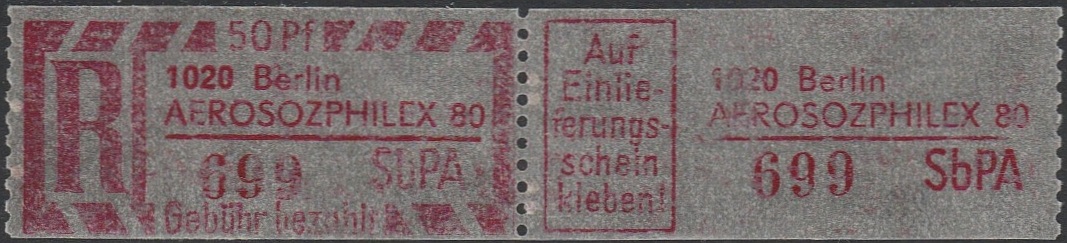 50 Pf
R
1020 Berlin
AEROSOZPHILEX 80
699 SbPA
Gebühr bezahlt
Auf
Einlie-
ferungs-
schein
kleben!
1020 Berlin
AEROSOZPHILEX 80
699 SbPA